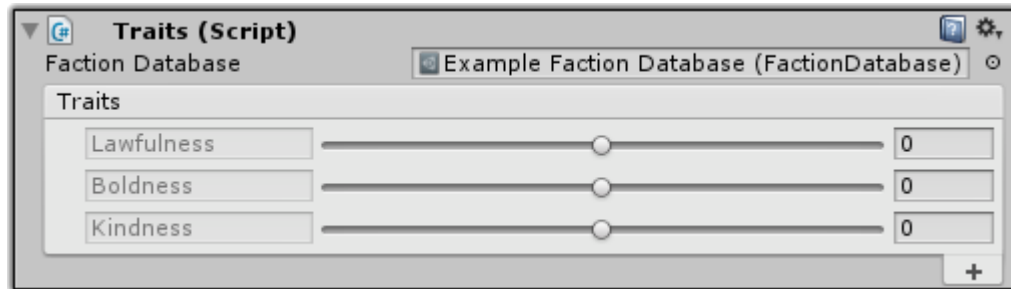 Traits (Script)
Faction Database Example Faction Database (FactionDatabase)
Traits
Lawfulness 0
Boldness 0
Kindness 0
+